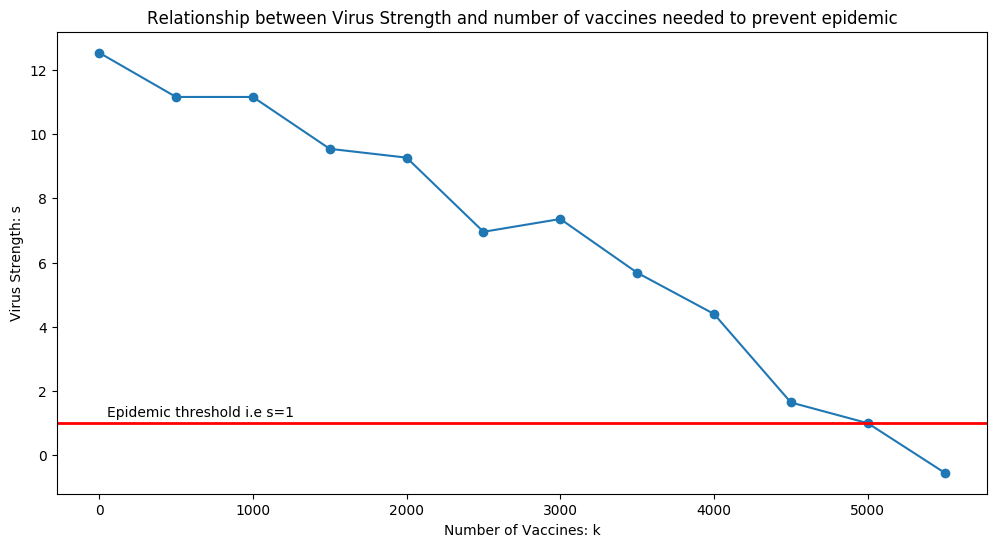 Relationship between Virus Strength and number of vaccines needed to prevent epidemic
12
10
8
6
4
2
0
Virus Strength: s
Epidemic threshold i.e s=1
0 1000 2000 3000 4000 5000
Number of Vaccines: k